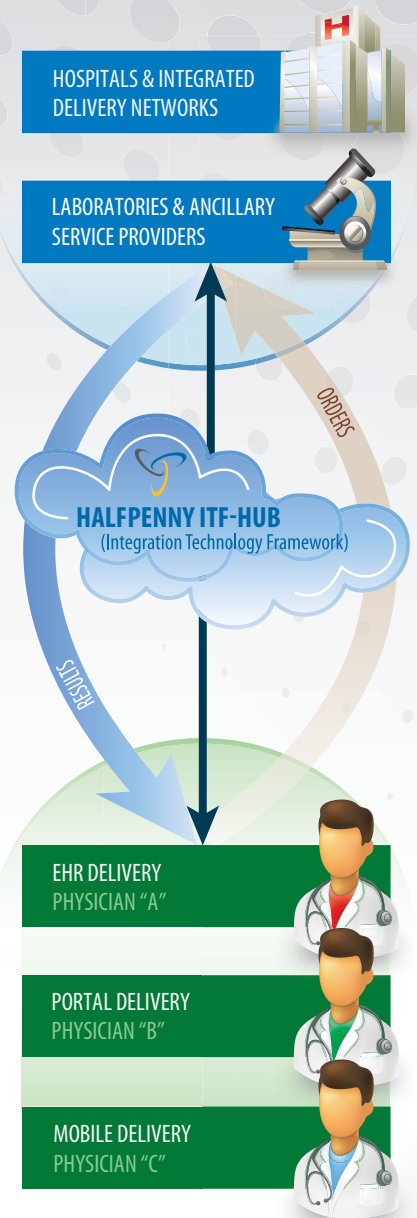 H
HOSPITALS & INTEGRATED
DELIVERY NETWORKS
LABORATORIES & ANCILLARY
SERVICE PROVIDERS
ORDERS
HALFPENNY ITF-HUB
(Integration Technology Framework)
RESULTS
EHR DELIVERY
PHYSICIAN “A”
PORTAL DELIVERY
PHYSICIAN “B”
MOBILE DELIVERY
PHYSICIAN “C”